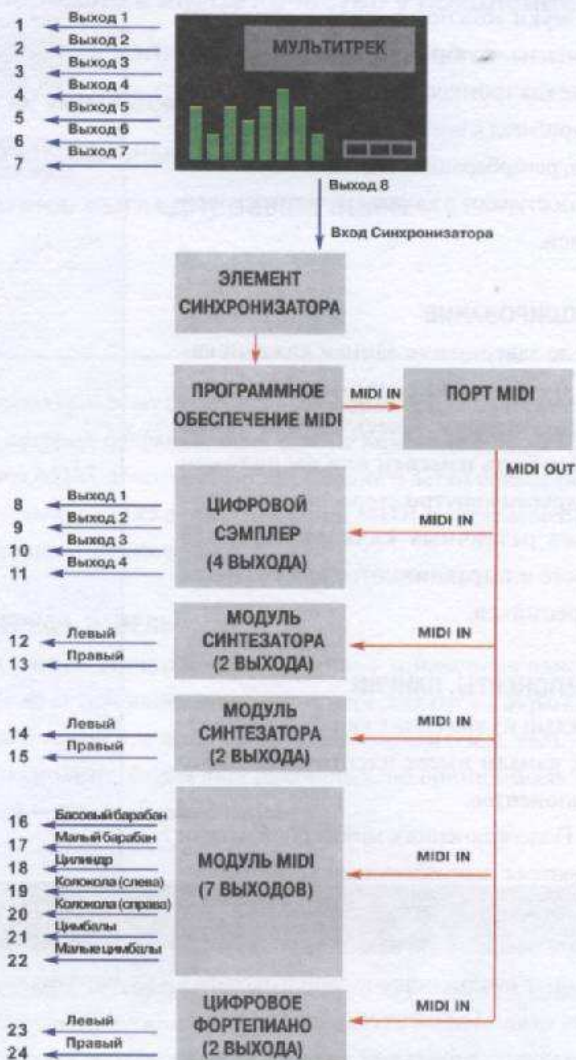 МУЛЬТИТРЕК
1 Выход 1
2 Выход 2
3 Выход 3
4 Выход 4
5 Выход 5
6 Выход 6
7 Выход 7
Выход 8
Вход Синхронизатора
ЭЛЕМЕНТ
СИНХРОНИЗАТОРА
ПРОГРАММНОЕ
ОБЕСПЕЧЕНИЕ MIDI
MIDI IN
ПОРТ MIDI
MIDI OUT
8 Выход 1
9 Выход 2
10 Выход 3
11 Выход 4
ЦИФРОВОЙ
СЭМПЛЕР
(4 ВЫХОДА)
MIDI IN
12 Левый
13 Правый
МОДУЛЬ
СИНТЕЗАТОРА
(2 ВЫХОДА)
MIDI IN
14 Левый
15 Правый
МОДУЛЬ
СИНТЕЗАТОРА
(2 ВЫХОДА)
MIDI IN
16 Басовый барабан
17 Малый барабан
18 Цилиндр
19 Колокола (слева)
20 Колокола (справа)
21 Цимбалы
22 Малые цимбалы
МОДУЛЬ MIDI
(7 ВЫХОДОВ)
MIDI IN
23 Левый
24 Правый
ЦИФРОВОЕ
ФОРТЕПИАНО
(2 ВЫХОДА)
MIDI IN